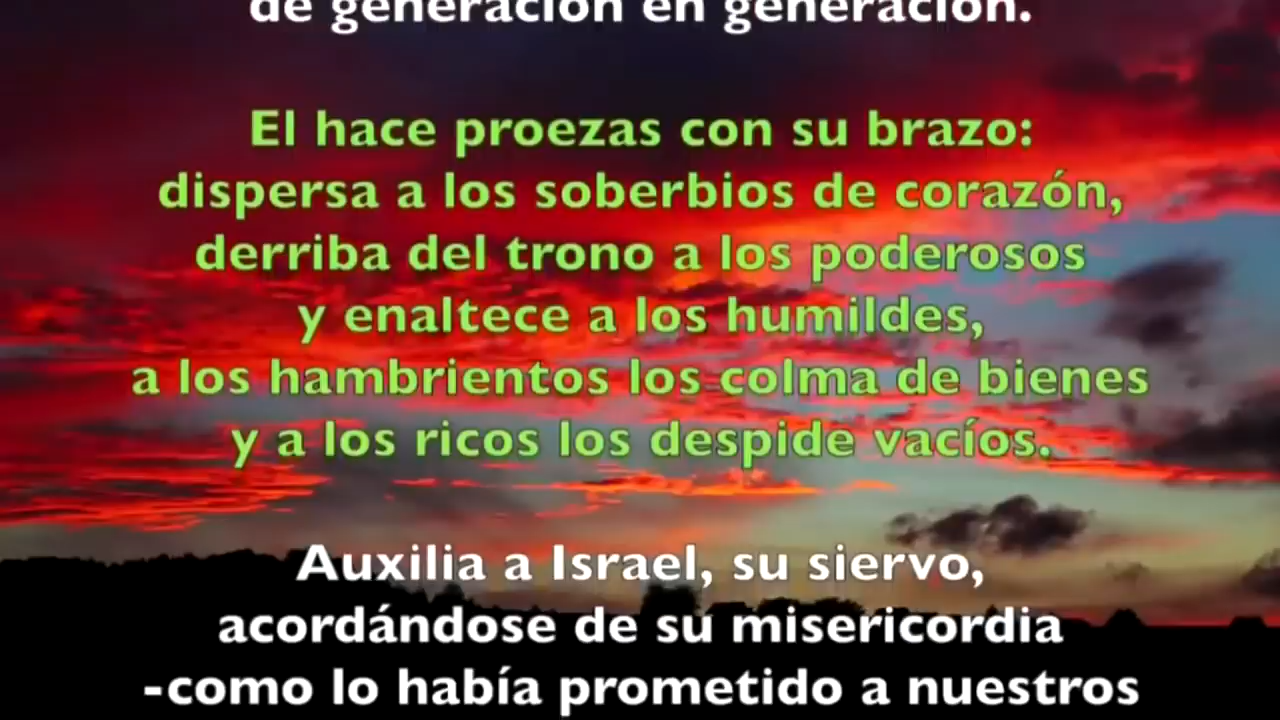 de generación en generación.
El hace proezas con su brazo:
dispersa a los soberbios de corazón,
derriba del trono a los poderosos
y enaltece a los humildes,
a los hambrientos los colma de bienes
y a los ricos los despide vacíos.
Auxilia a Israel, su siervo,
acordándose de su misericordia
-como lo había prometido a nuestros